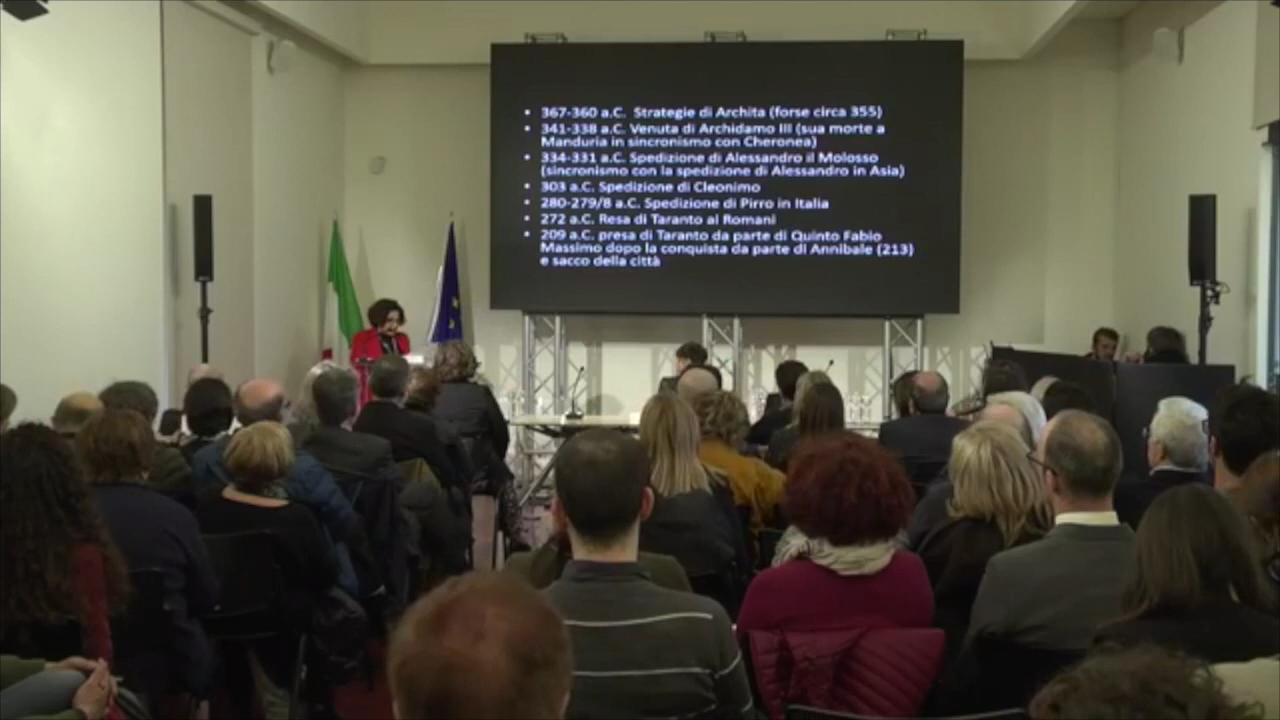 • 367-360 a.C. Strategie di Archita (forse circa 355)
• 341-338 a.C. Venuta di Archidamo III (sua morte a
Manduria in sincronismo con Cheronea)
• 334-331 a.C. Spedizione di Alessandro il Molosso
(sincronismo con la spedizione di Alessandro in Asia)
• 303 a.C. Spedizione di Cleonimo
• 280-279/8 a.C. Spedizione di Pirro in Italia
• 272 a.C. Resa di Taranto ai Romani
• 209 a.C. presa di Taranto da parte di Quinto Fabio
Massimo dopo la conquista da parte di Annibale (213)
e sacco della città